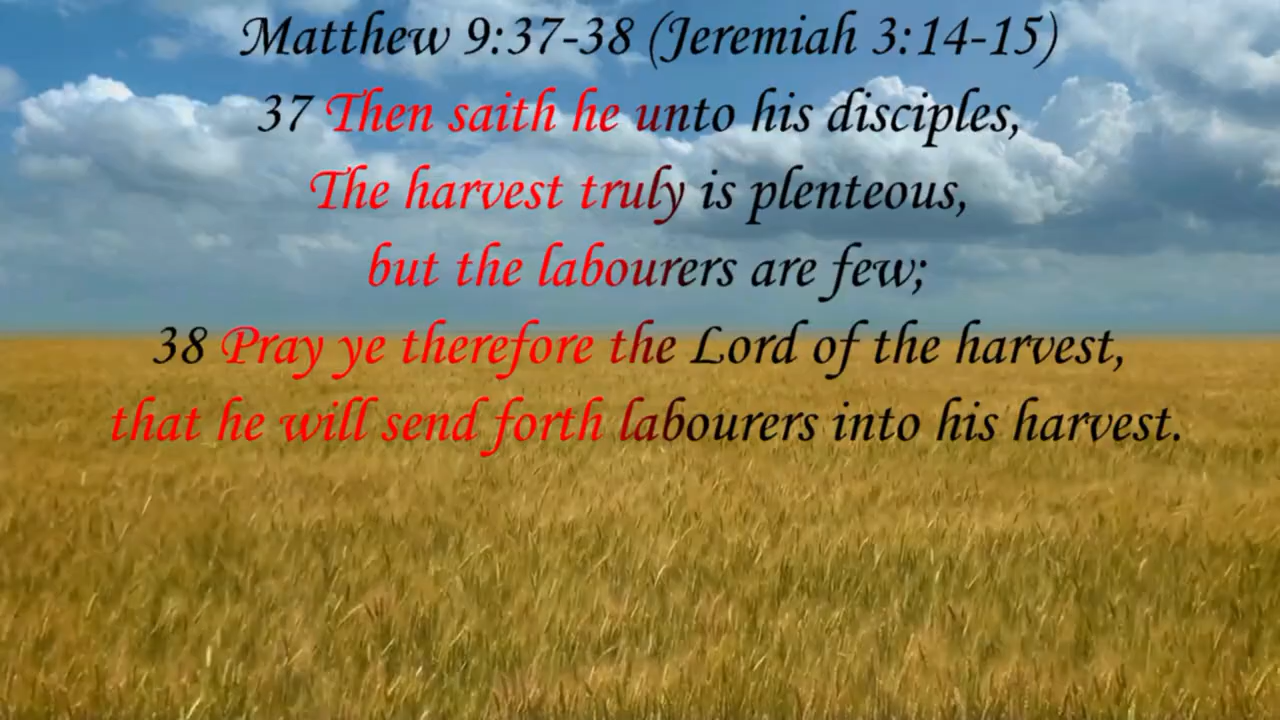 Matthew 9:37-38 (Jeremiah 3:14-15)
37 Then saith he unto his disciples,
The harvest truly is plenteous,
but the labourers are few;
38 Pray ye therefore the Lord of the harvest,
that he will send forth labourers into his harvest.